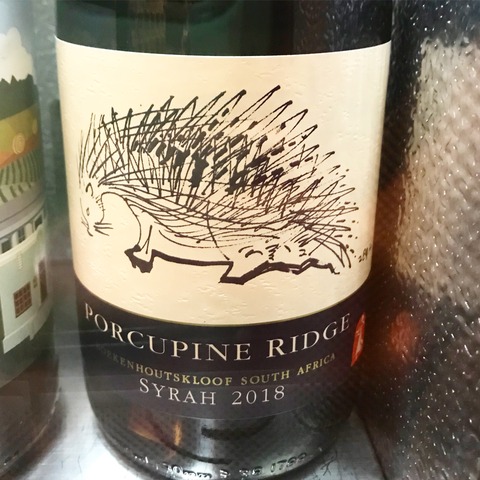 PORCUPINE RIDGE
SOUTH AFRICA
SYRAH 2018